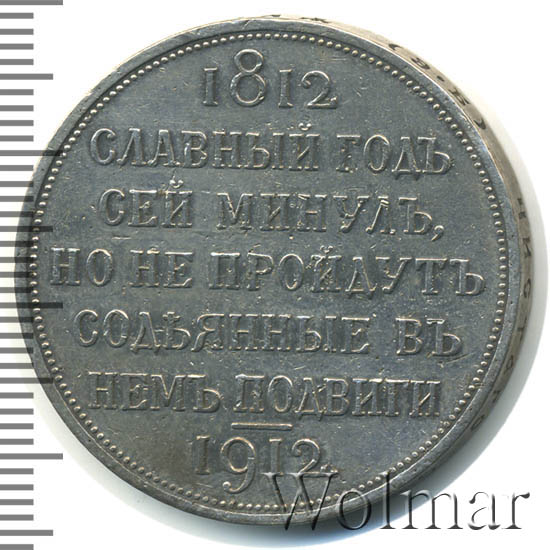 1812
СЛАВНЫЙ ГОДЪ
СЕЙ МИНУЛЪ,
НО НЕ ПРОЙДУТЪ
СОДѢЯННЫЕ ВЪ
НЕМЪ ПОДВИГИ
1912
Wolmar